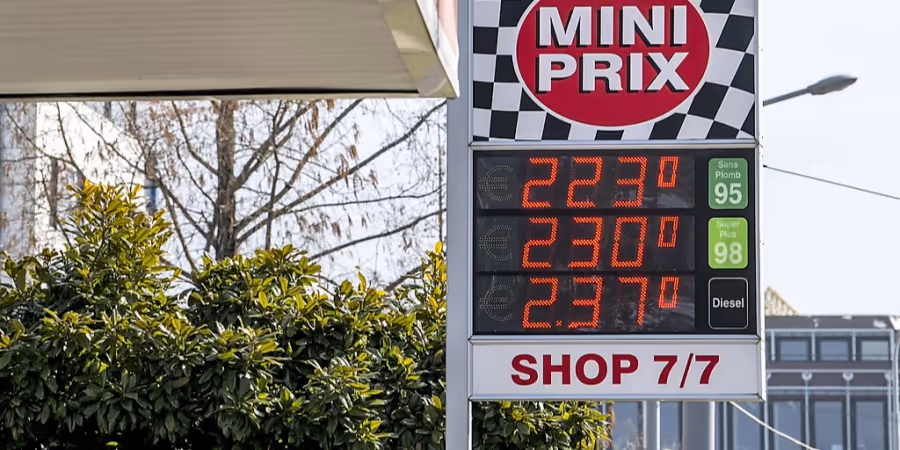 MINI
PRIX
€ 2.23⁰ Sans Plomb 95
€ 2.30⁰ Super Plus 98
€ 2.37⁰ Diesel
SHOP 7/7